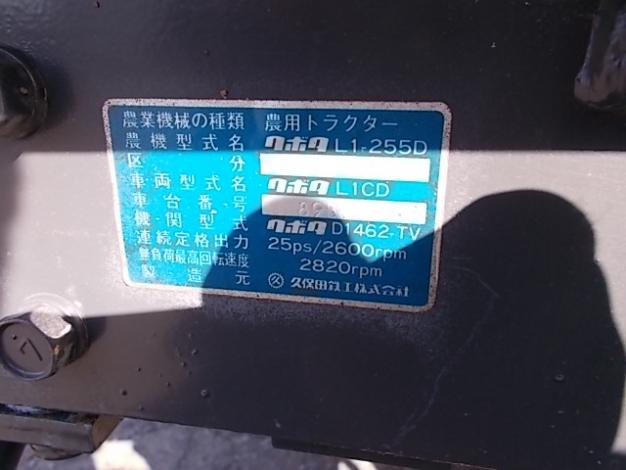 農業機械の種類 農用トラクター
農機型式名 クボタ L1-255D
区分
車両型式名 クボタ L1CD
車台番号
機関型式 クボタ D1462-TV
連続定格出力 25ps/2600rpm
無負荷最高回転速度 2820rpm
製造元 久保田鉄工株式会社
7